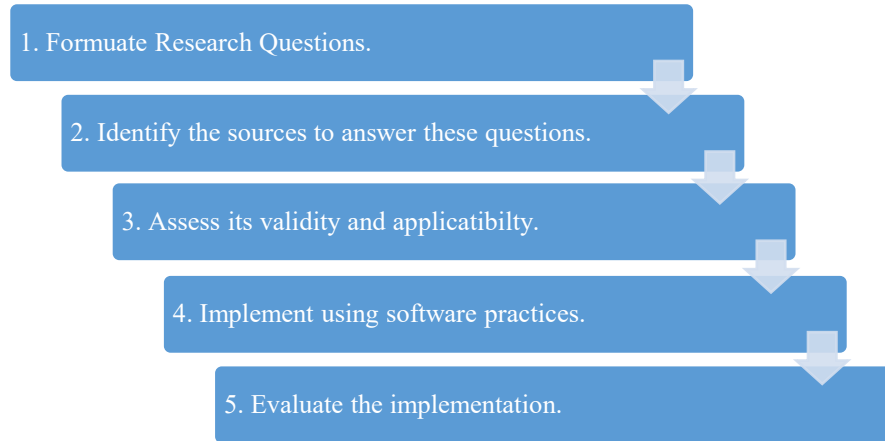 1. Formuate Research Questions.
2. Identify the sources to answer these questions.
3. Assess its validity and applicatibilty.
4. Implement using software practices.
5. Evaluate the implementation.